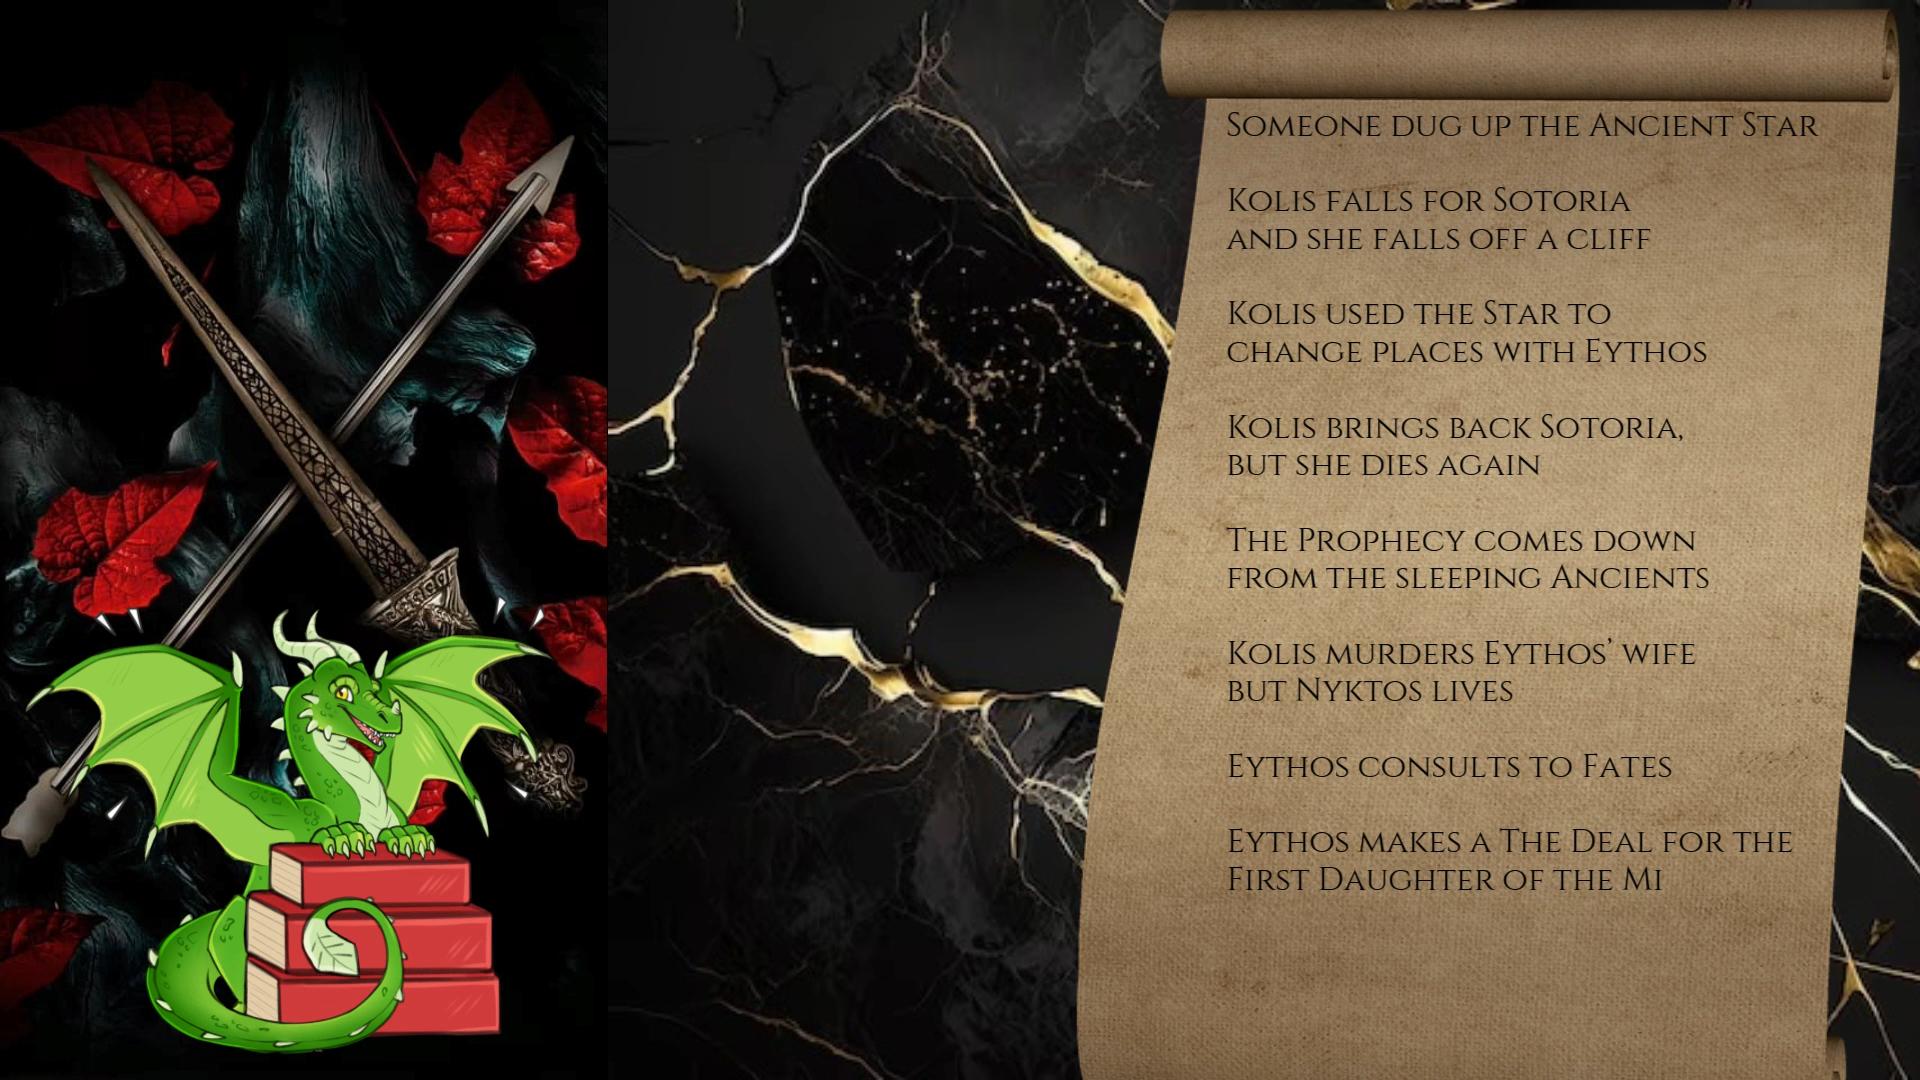 Someone dug up the Ancient Star
Kolis falls for Sotoria
and she falls off a cliff
Kolis used the Star to
change places with Eythos
Kolis brings back Sotoria,
but she dies again
The Prophecy comes down
from the sleeping Ancients
Kolis murders Eythos’ wife
but Nyktos lives
Eythos consults to Fates
Eythos makes a The Deal for the
First Daughter of the Mi